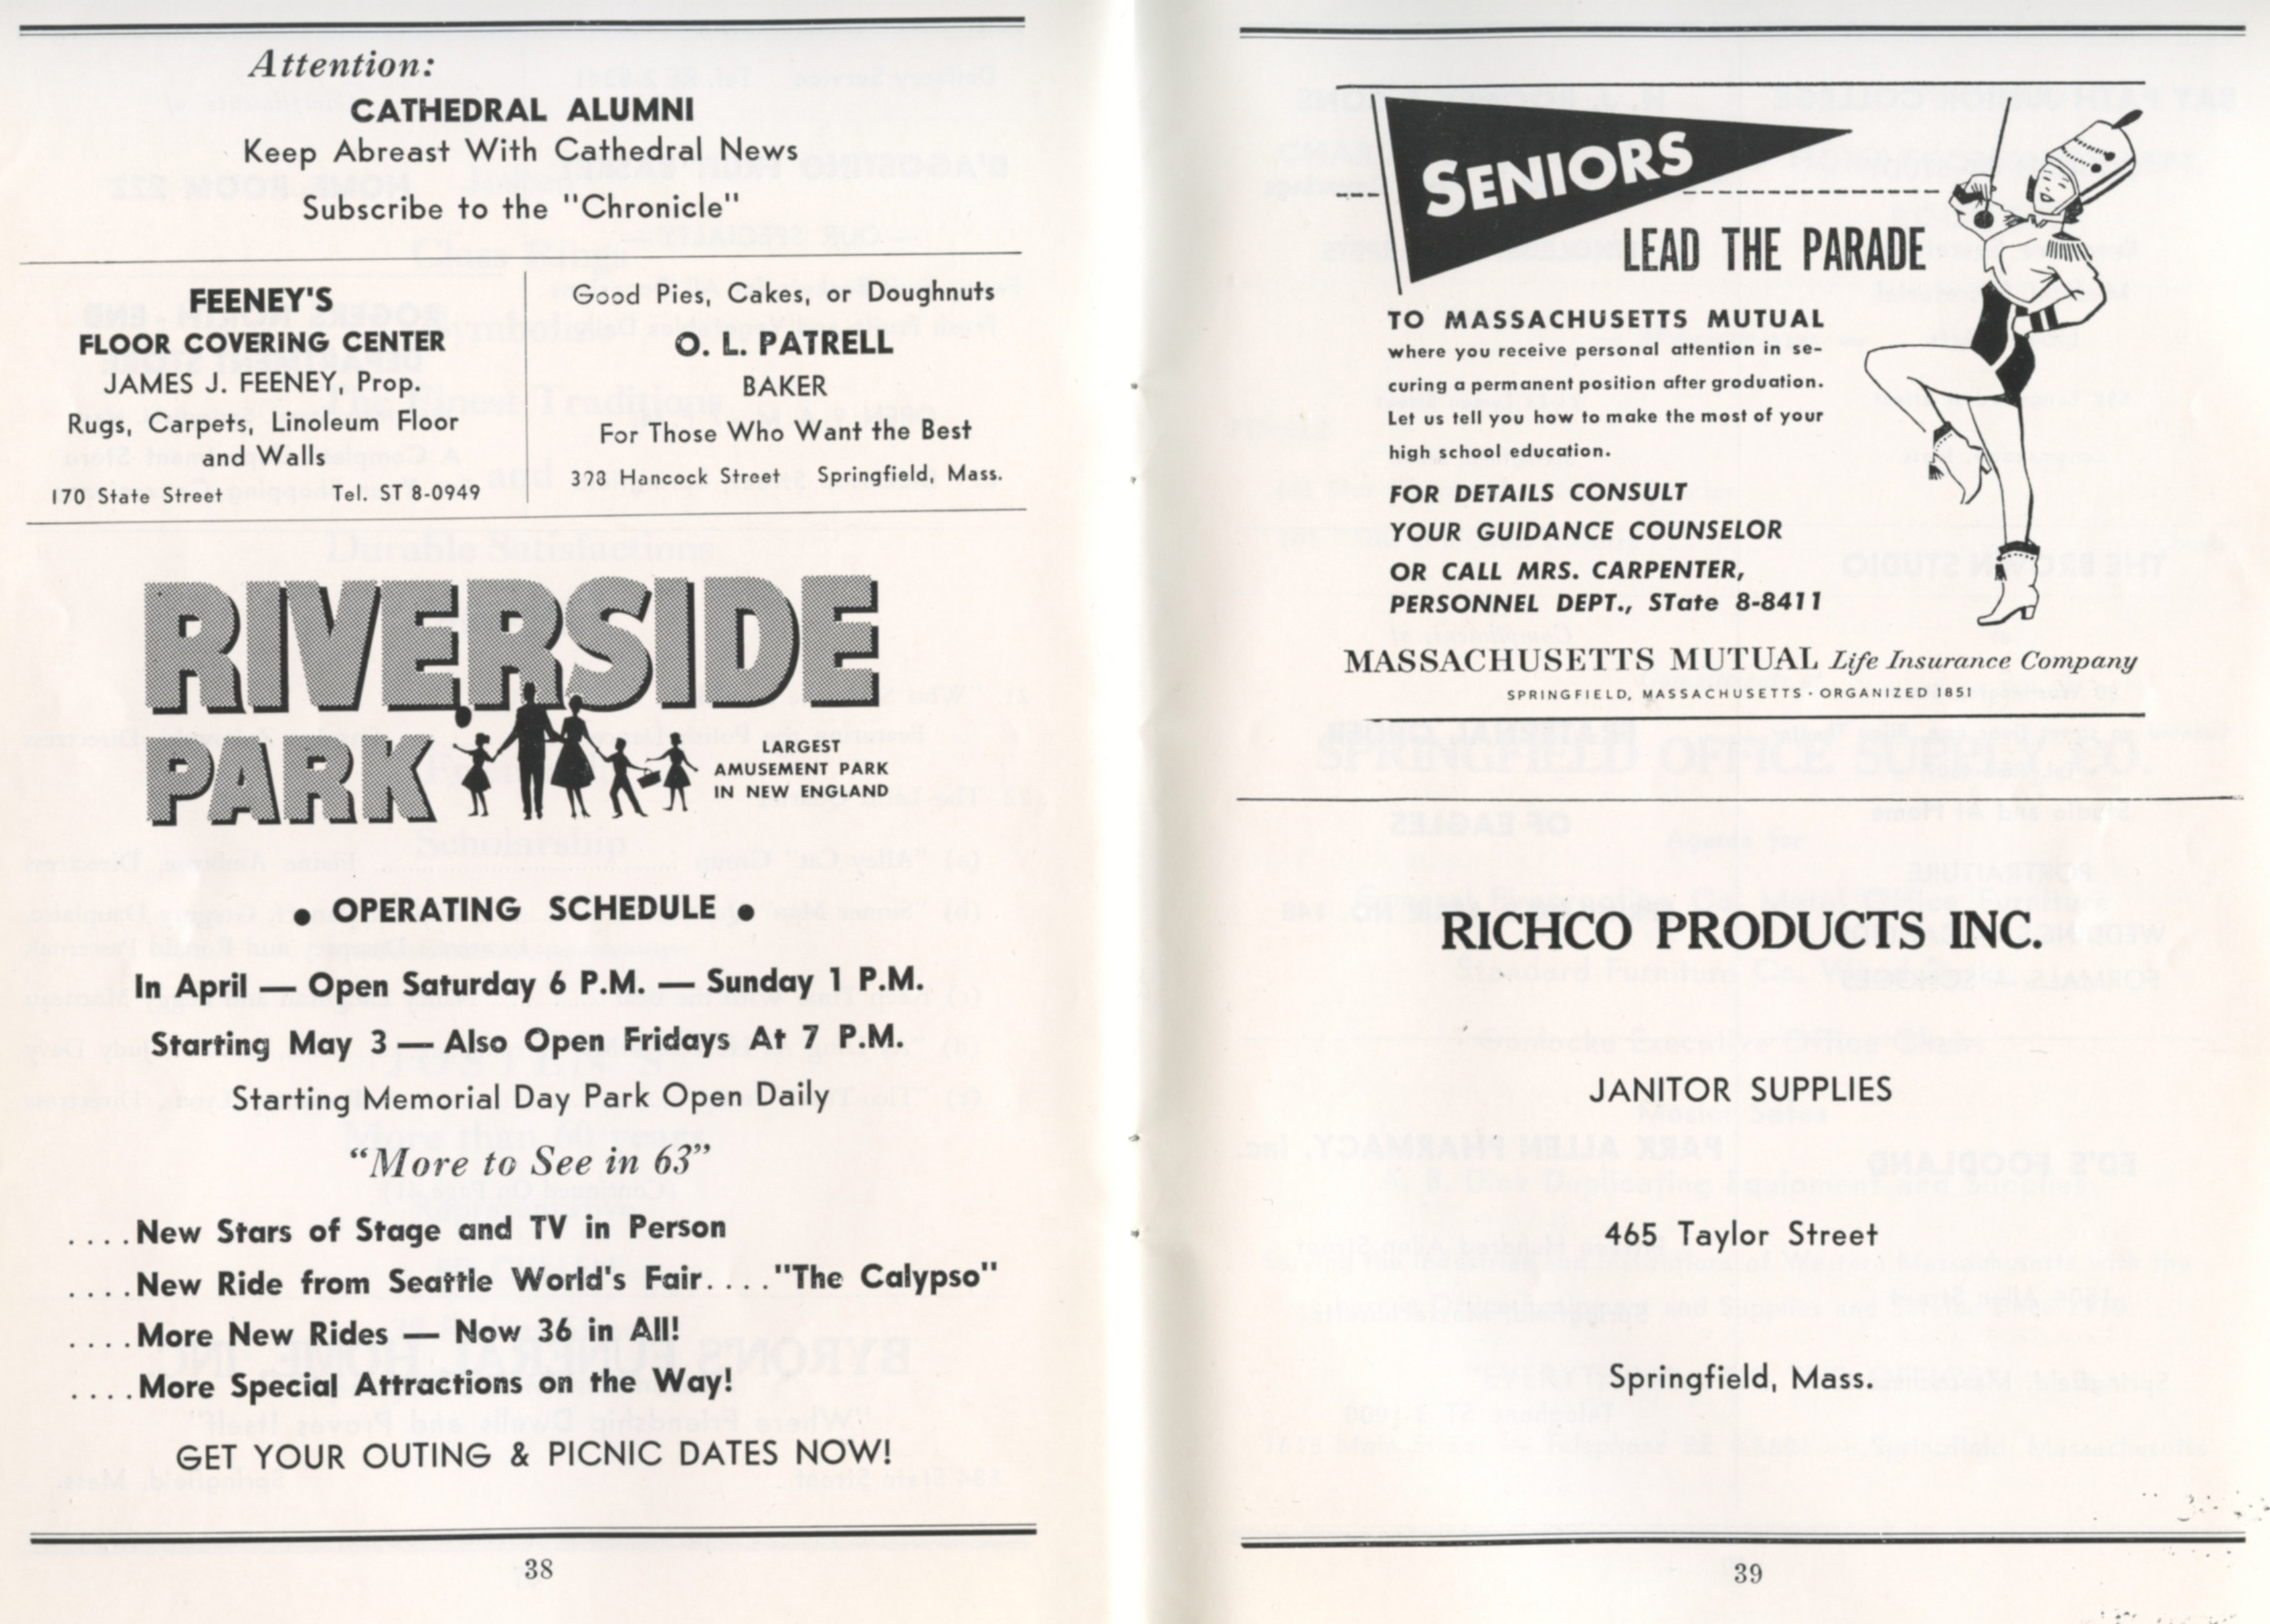 Attention:
CATHEDRAL ALUMNI
Keep Abreast With Cathedral News
Subscribe to the "Chronicle"
FEENEY'S
FLOOR COVERING CENTER
JAMES J. FEENEY, Prop.
Rugs, Carpets, Linoleum Floor
and Walls
170 State Street Tel. ST 8-0949
Good Pies, Cakes, or Doughnuts
O. L. PATRELL
BAKER
For Those Who Want the Best
Hancock Street Springfield, Mass.
RIVERSIDE
PARK
LARGEST
AMUSEMENT PARK
IN NEW ENGLAND
● OPERATING SCHEDULE ●
In April — Open Saturday 6 P.M. — Sunday 1 P.M.
Starting May 3 — Also Open Fridays At 7 P.M.
Starting Memorial Day Park Open Daily
“More to See in 63”
....New Stars of Stage and TV in Person
....New Ride from Seattle World's Fair...."The Calypso"
....More New Rides — Now 36 in All!
....More Special Attractions on the Way!
GET YOUR OUTING & PICNIC DATES NOW!
38
SENIORS
LEAD THE PARADE
TO MASSACHUSETTS MUTUAL
where you receive personal attention in se-
curing a permanent position after groduation.
Let us tell you how to make the most of your
high school education.
FOR DETAILS CONSULT
YOUR GUIDANCE COUNSELOR
OR CALL MRS. CARPENTER,
PERSONNEL DEPT., STate 8-8411
MASSACHUSETTS MUTUAL Life Insurance Company
SPRINGFIELD, MASSACHUSETTS · ORGANIZED 1851
RICHCO PRODUCTS INC.
JANITOR SUPPLIES
465 Taylor Street
Springfield, Mass.
39